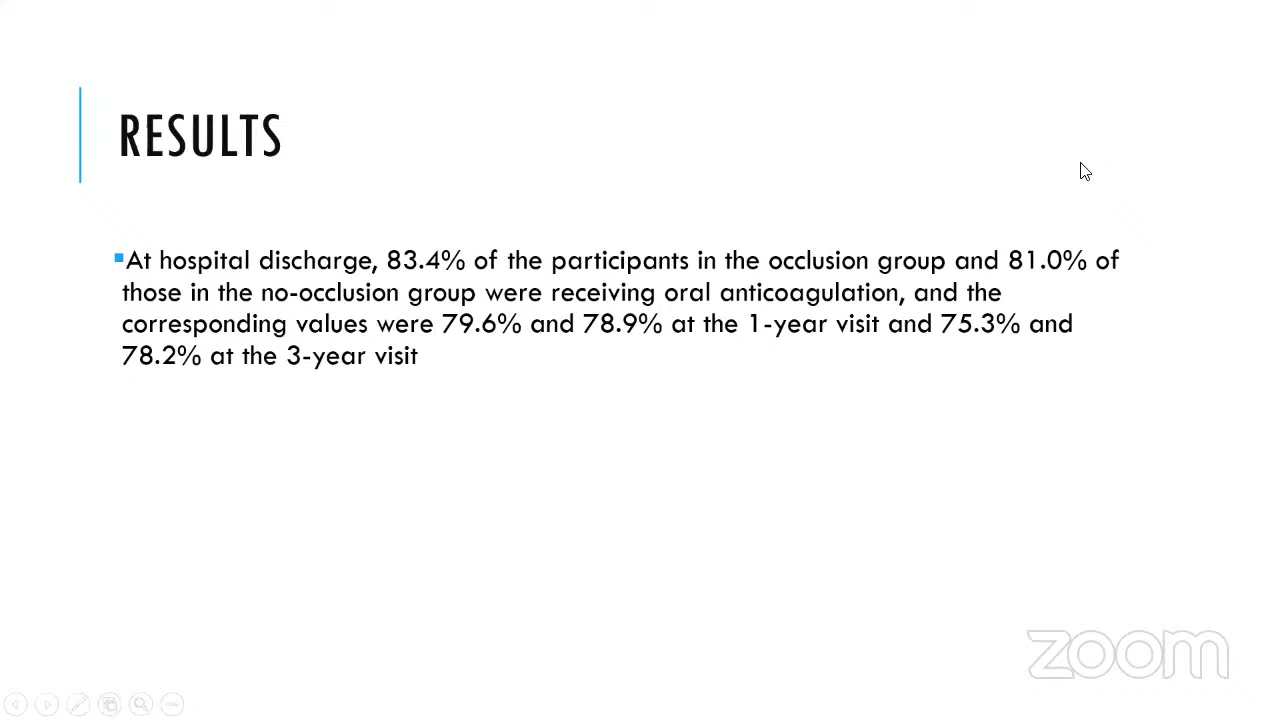 RESULTS
At hospital discharge, 83.4% of the participants in the occlusion group and 81.0% of
those in the no-occlusion group were receiving oral anticoagulation, and the
corresponding values were 79.6% and 78.9% at the 1-year visit and 75.3% and
78.2% at the 3-year visit
zoom